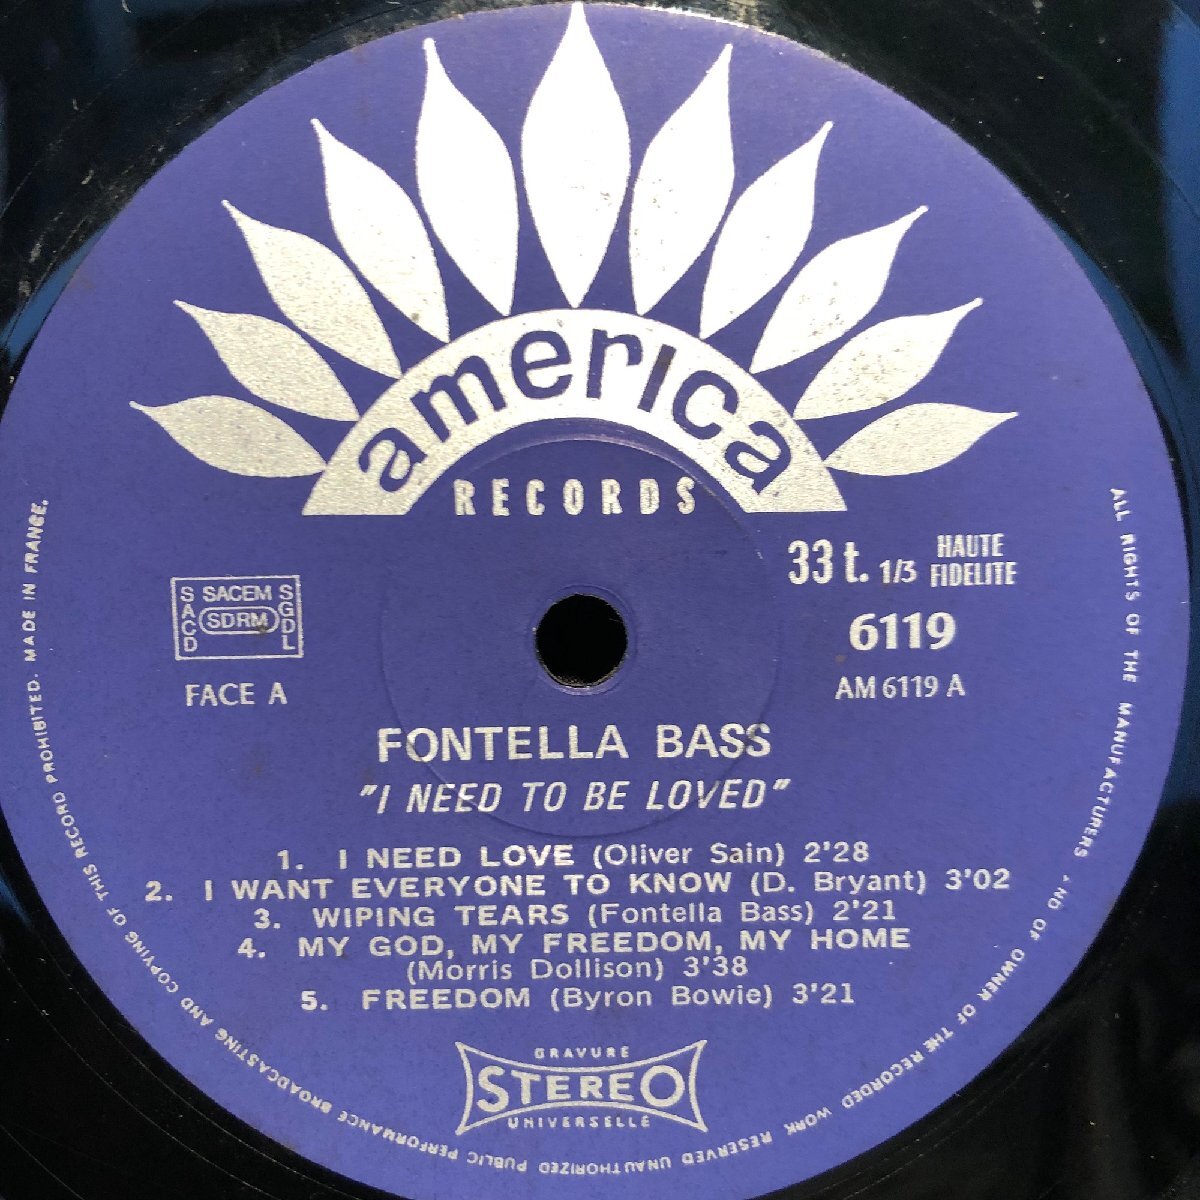 america
RECORDS
33 t. 1/3 HAUTE
FIDELITE
6119
AM 6119 A
SACEM
SACD
SDRM
SGDL
FACE A
FONTELLA BASS
"I NEED TO BE LOVED"
1. I NEED LOVE (Oliver Sain) 2'28
2. I WANT EVERYONE TO KNOW (D. Bryant) 3'02
3. WIPING TEARS (Fontella Bass) 2'21
4. MY GOD, MY FREEDOM, MY HOME
(Morris Dollison) 3'38
5. FREEDOM (Byron Bowie) 3'21
GRAVURE
STEREO
UNIVERSELLE
ALL RIGHTS OF THE MANUFACTURERS AND OF OWNER OF THE RECORDED WORK RESERVED UNAUTHORIZED PUBLIC PERFORMANCE BROADCASTING AND COPYING OF THIS RECORD PROHIBITED. MADE IN FRANCE.